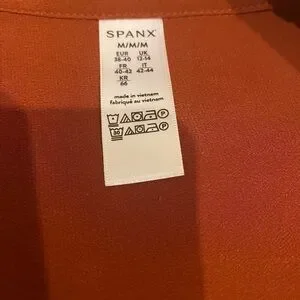 SPANX
M/M/M
EUR UK
38-40 12-14
FR IT
40-42 42-44
KR
66
made in vietnam
fabriqué au vietnam